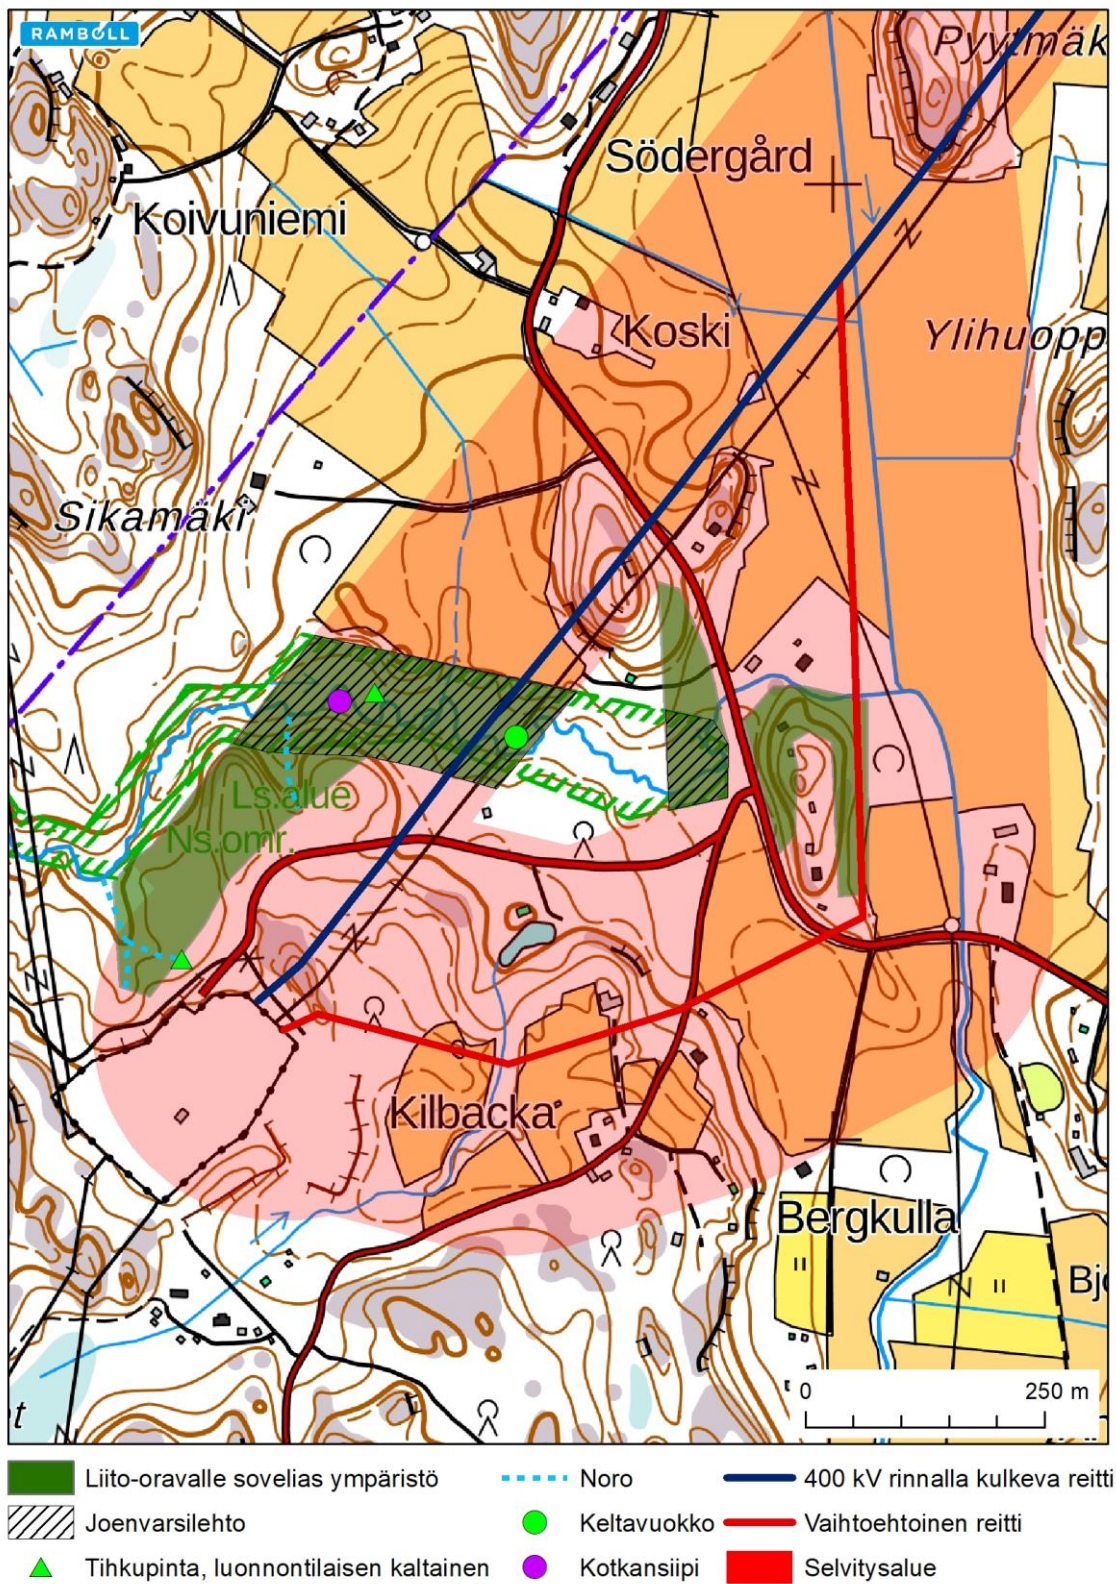 RAMBOLL
Pyytmäk
Södergård
Koivuniemi
Koski
Ylihuopp
Sikamäki
Ls.alue
Ns.omr.
Kilbacka
Bergkulla
Bj
0 250 m
Liito-oravalle sovelias ympäristö
Noro
400 kV rinnalla kulkeva reitti
Joenvarsilehto
Keltavuokko
Vaihtoehtoinen reitti
Tihkupinta, luonnontilaisen kaltainen
Kotkansiipi
Selvitysalue